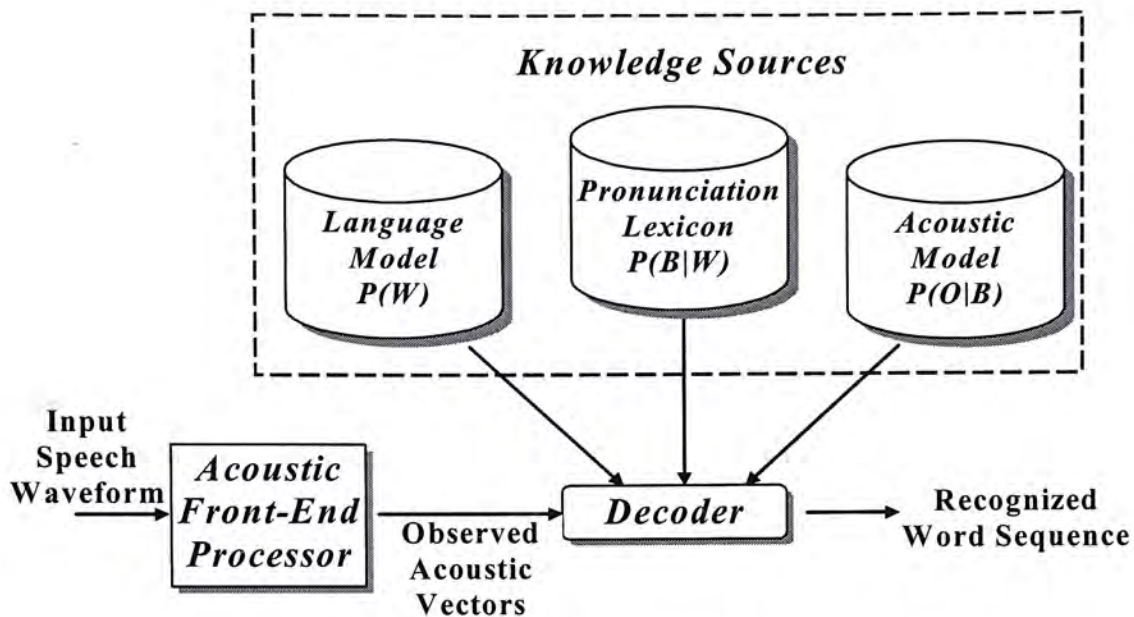 Knowledge Sources
Language
Model
P(W)
Pronunciation
Lexicon
P(B|W)
Acoustic
Model
P(O|B)
Input
Speech
Waveform
Acoustic
Front-End
Processor
Observed
Acoustic
Vectors
Decoder
Recognized
Word Sequence